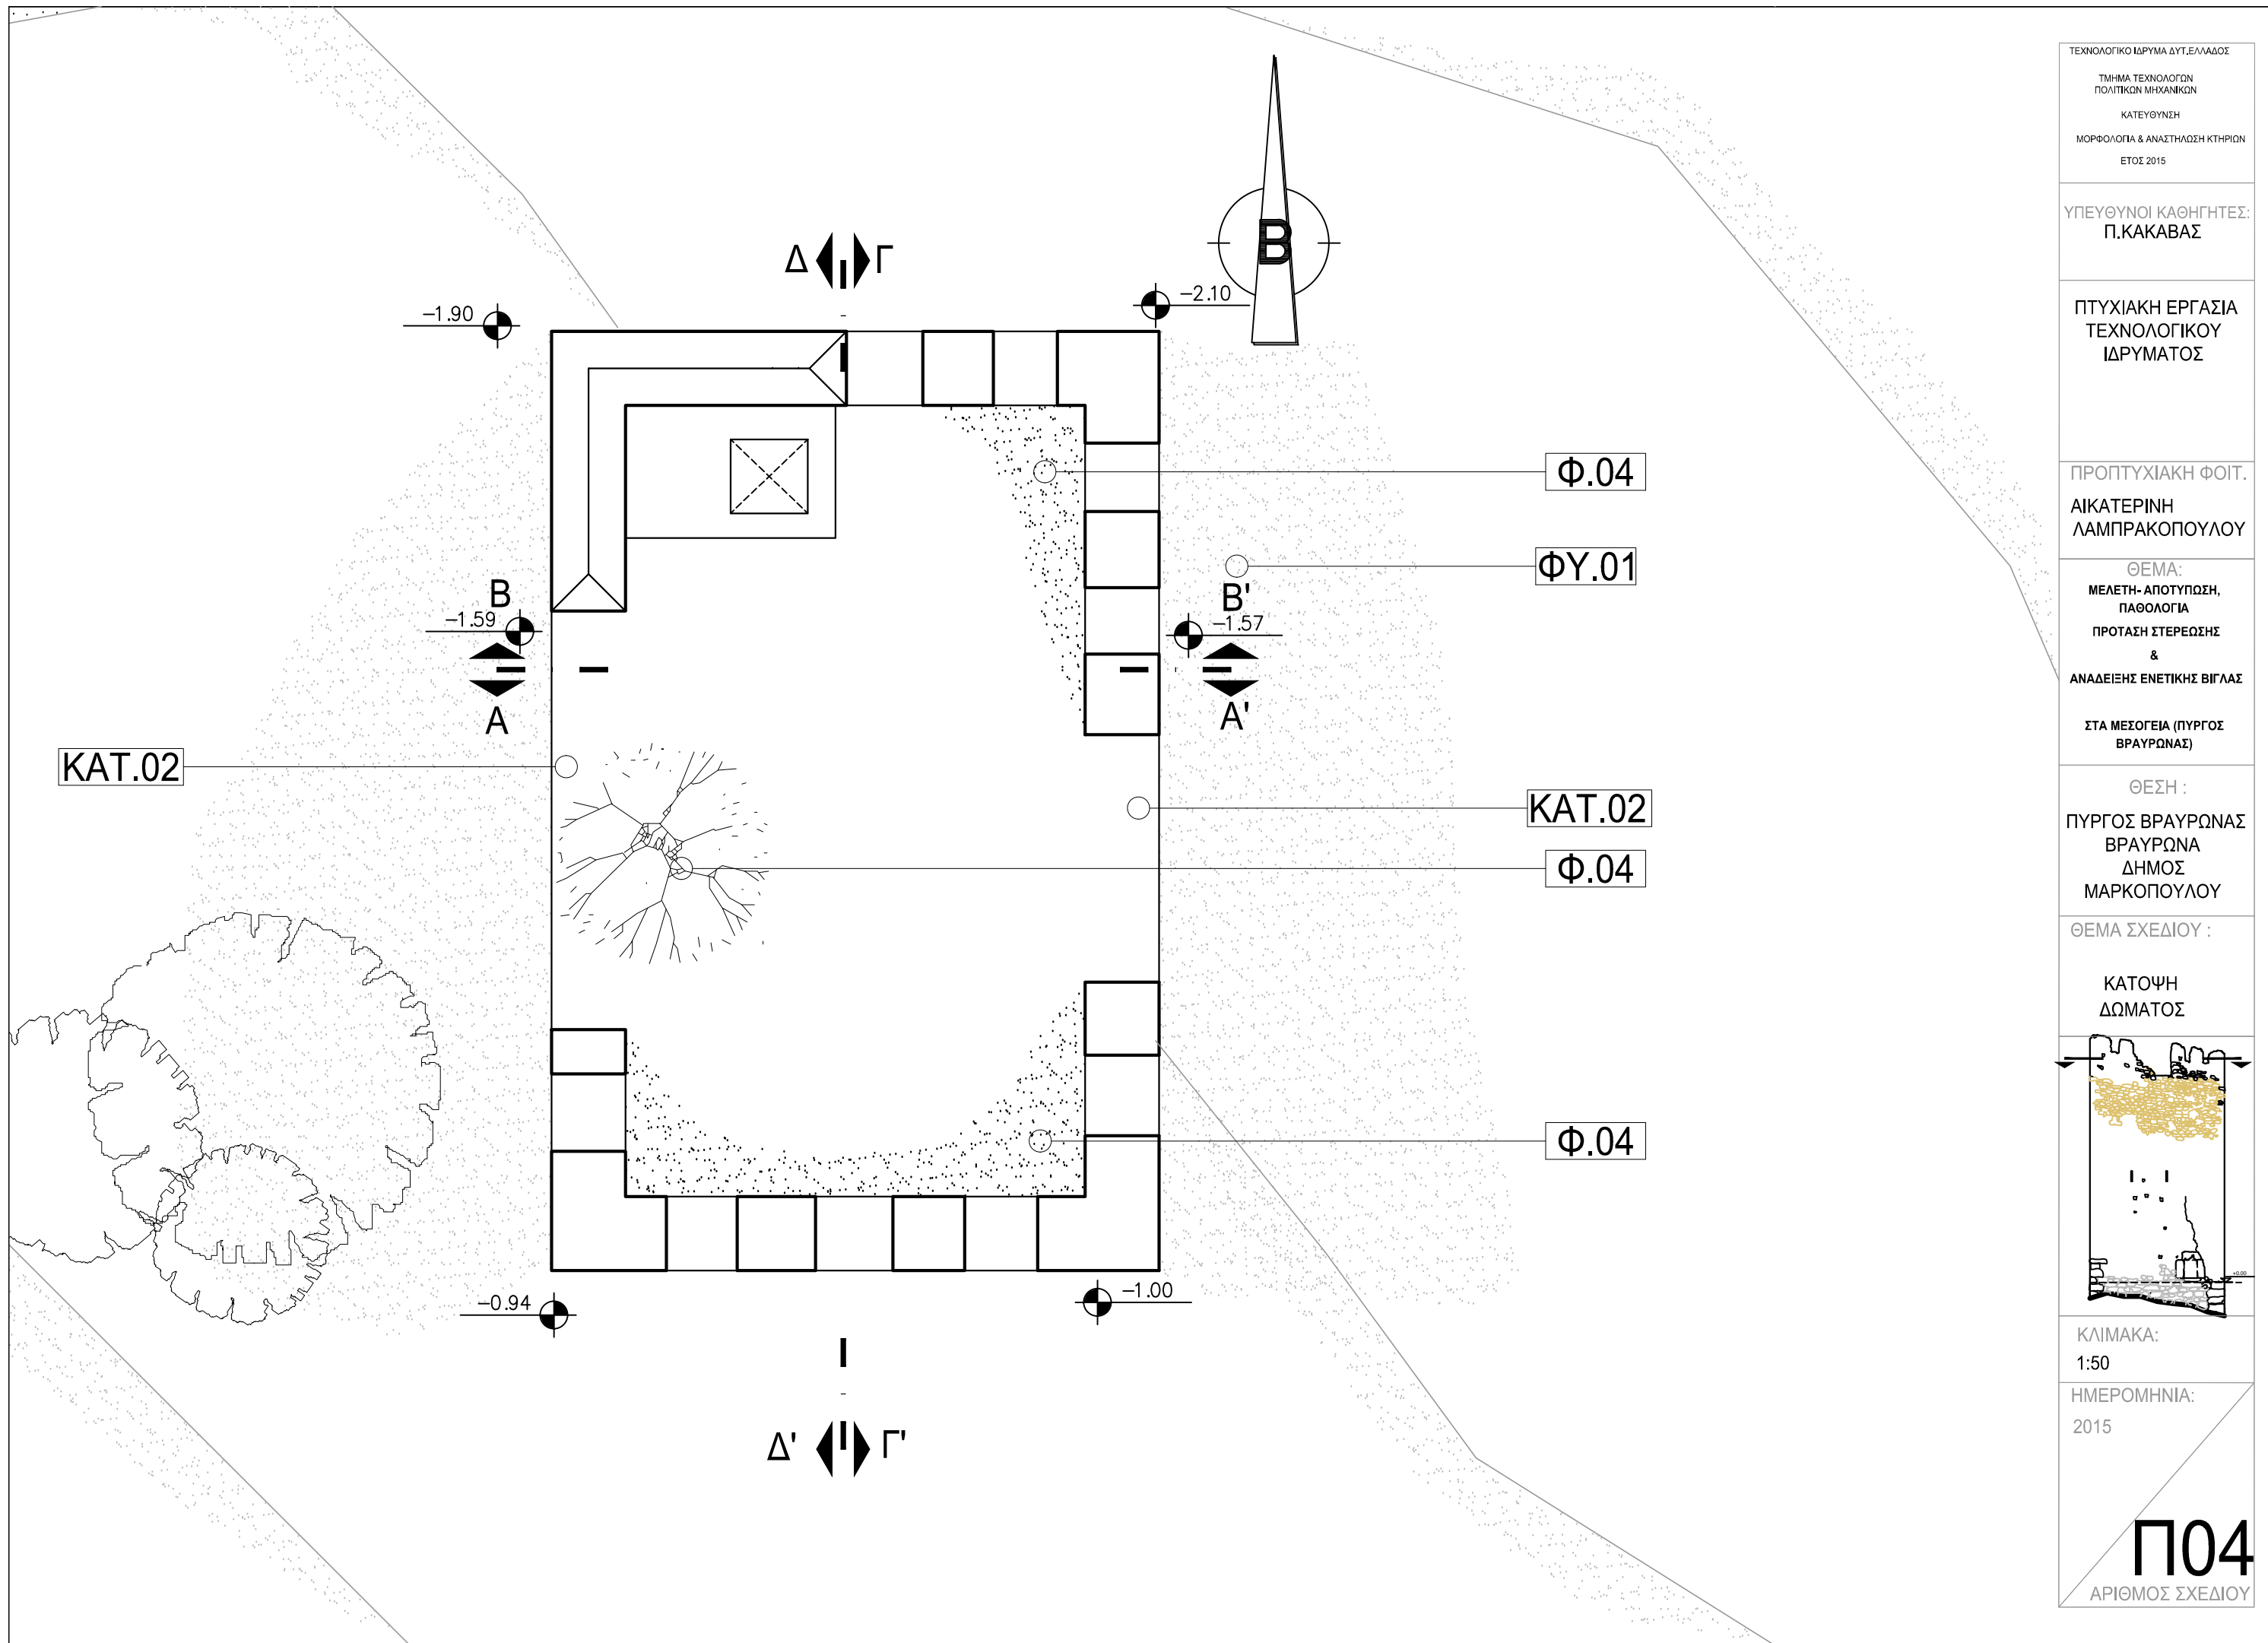 Δ Γ
Β
-1.90
-2.10
Φ.04
ΦΥ.01
Β
-1.59
Β'
-1.57
Α
Α'
ΚΑΤ.02
ΚΑΤ.02
Φ.04
Φ.04
-0.94
-1.00
Δ' Γ'
ΤΕΧΝΟΛΟΓΙΚΟ ΙΔΡΥΜΑ ΔΥΤ.ΕΛΛΑΔΟΣ
ΤΜΗΜΑ ΤΕΧΝΟΛΟΓΩΝ
ΠΟΛΙΤΙΚΩΝ ΜΗΧΑΝΙΚΩΝ
ΚΑΤΕΥΘΥΝΣΗ
ΜΟΡΦΟΛΟΓΙΑ & ΑΝΑΣΤΗΛΩΣΗ ΚΤΗΡΙΩΝ
ΕΤΟΣ 2015
ΥΠΕΥΘΥΝΟΙ ΚΑΘΗΓΗΤΕΣ:
Π.ΚΑΚΑΒΑΣ
ΠΤΥΧΙΑΚΗ ΕΡΓΑΣΙΑ
ΤΕΧΝΟΛΟΓΙΚΟΥ
ΙΔΡΥΜΑΤΟΣ
ΠΡΟΠΤΥΧΙΑΚΗ ΦΟΙΤ.
ΑΙΚΑΤΕΡΙΝΗ
ΛΑΜΠΡΑΚΟΠΟΥΛΟΥ
ΘΕΜΑ:
ΜΕΛΕΤΗ- ΑΠΟΤΥΠΩΣΗ,
ΠΑΘΟΛΟΓΙΑ
ΠΡΟΤΑΣΗ ΣΤΕΡΕΩΣΗΣ
&
ΑΝΑΔΕΙΞΗΣ ΕΝΕΤΙΚΗΣ ΒΙΓΛΑΣ
ΣΤΑ ΜΕΣΟΓΕΙΑ (ΠΥΡΓΟΣ
ΒΡΑΥΡΩΝΑΣ)
ΘΕΣΗ :
ΠΥΡΓΟΣ ΒΡΑΥΡΩΝΑΣ
ΒΡΑΥΡΩΝΑ
ΔΗΜΟΣ
ΜΑΡΚΟΠΟΥΛΟΥ
ΘΕΜΑ ΣΧΕΔΙΟΥ :
ΚΑΤΟΨΗ
ΔΩΜΑΤΟΣ
+0.00
ΚΛΙΜΑΚΑ:
1:50
ΗΜΕΡΟΜΗΝΙΑ:
2015
Π04
ΑΡΙΘΜΟΣ ΣΧΕΔΙΟΥ